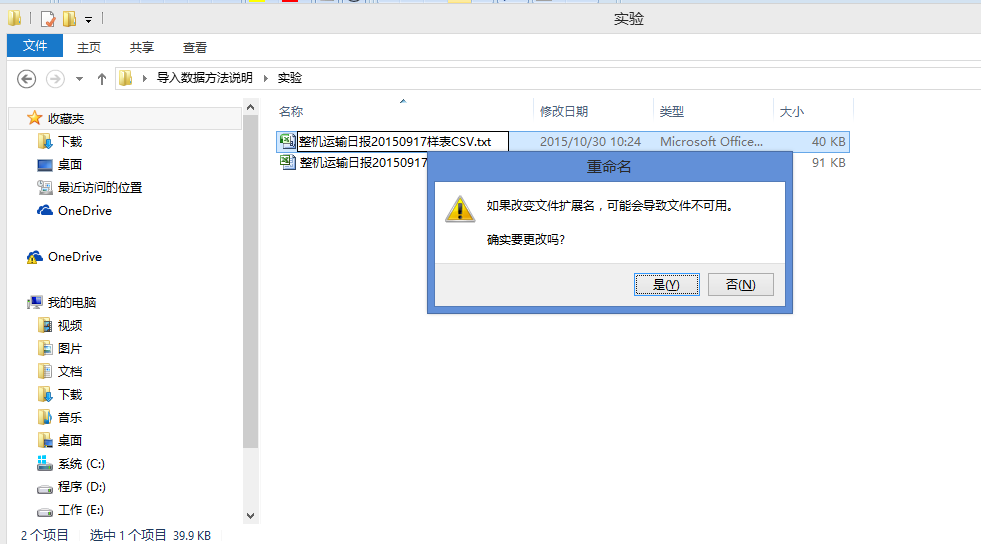 实验
文件 主页 共享 查看
导入数据方法说明 实验
名称 修改日期 类型 大小
整机运输日报20150917样表CSV.txt 2015/10/30 10:24 Microsoft Office... 40 KB
整机运输日报20150917 91 KB
重命名
如果改变文件扩展名，可能会导致文件不可用。
确实要更改吗?
是(Y) 否(N)
收藏夹
下载
桌面
最近访问的位置
OneDrive
OneDrive
我的电脑
视频
图片
文档
下载
音乐
桌面
系统 (C:)
程序 (D:)
工作 (E:)
2 个项目 选中 1 个项目 39.9 KB